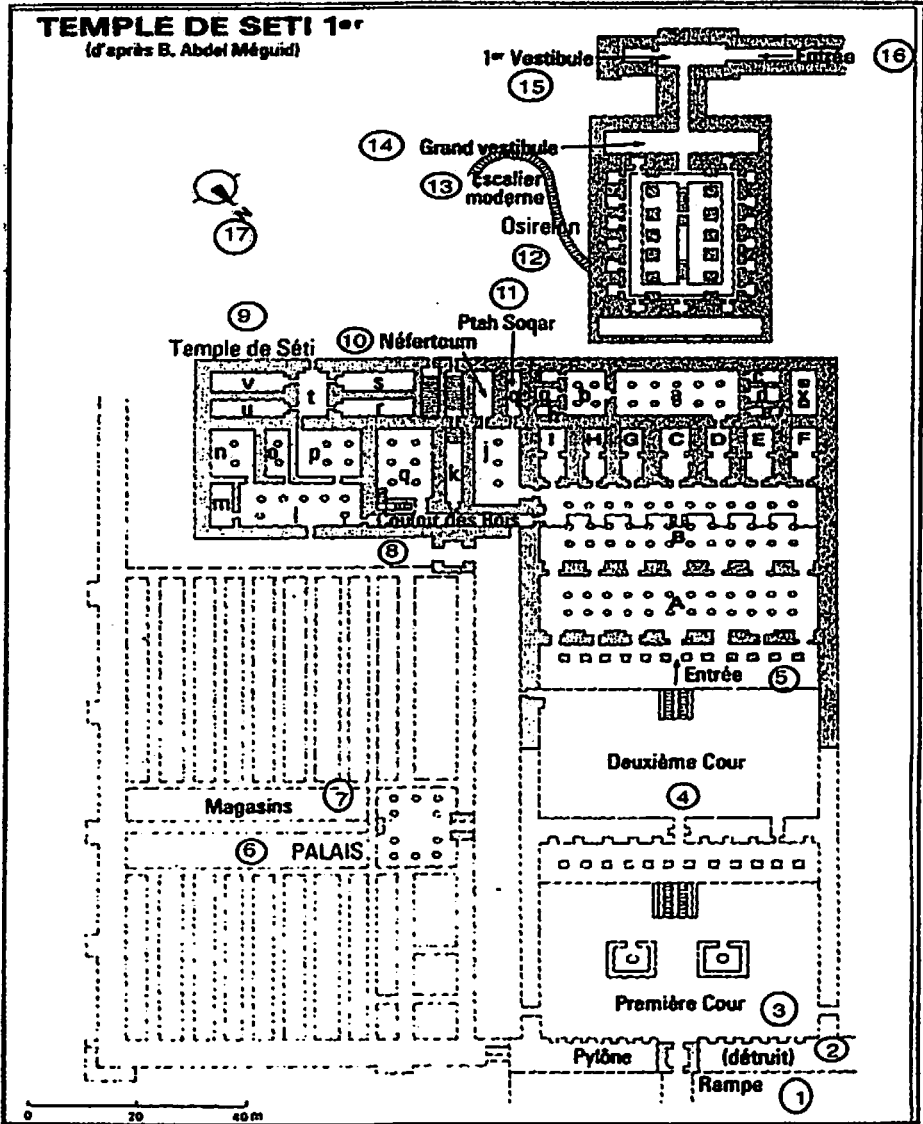 TEMPLE DE SETI 1er
(d'après B. Abdel Méguid)
1er Vestibule
Entrée
16
15
14
Grand vestibule
13
Escalier
moderne
N
17
Osireion
12
11
9
Ptah Soqar
10
Néfertoum
Temple de Séti
v
t
s
u
r
b
a
c
d
e
x
n
o
p
q
k
j
I
H
G
C
D
E
F
m
l
Couloir des Rois
B
8
A
Entrée
5
Deuxième Cour
Magasins
7
4
6
PALAIS
Première Cour
3
Pylône
(détruit)
2
Rampe
1
0
20
40m